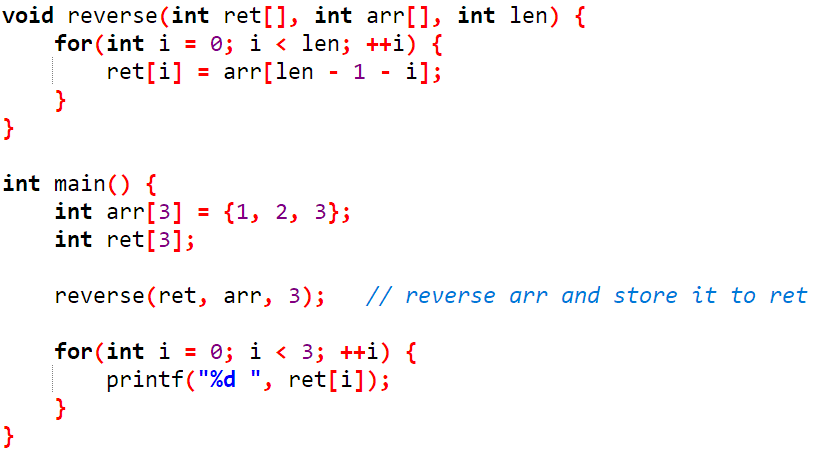 void reverse(int ret[], int arr[], int len) {
    for(int i = 0; i < len; ++i) {
        ret[i] = arr[len - 1 - i];
    }
}

int main() {
    int arr[3] = {1, 2, 3};
    int ret[3];

    reverse(ret, arr, 3);   // reverse arr and store it to ret

    for(int i = 0; i < 3; ++i) {
        printf("%d ", ret[i]);
    }
}